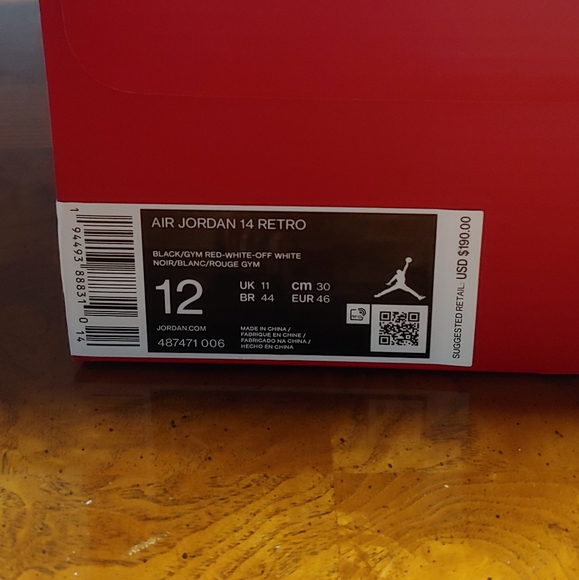 AIR JORDAN 14 RETRO
BLACK/GYM RED-WHITE-OFF WHITE
NOIR/BLANC/ROUGE GYM
12
UK 11 cm 30
BR 44 EUR 46
JORDAN.COM
487471 006
MADE IN CHINA /
FABRIQUE EN CHINE /
FABRICADO NA CHINA /
HECHO EN CHINA
1 94493 88831 0 14
SUGGESTED RETAIL: USD $190.00